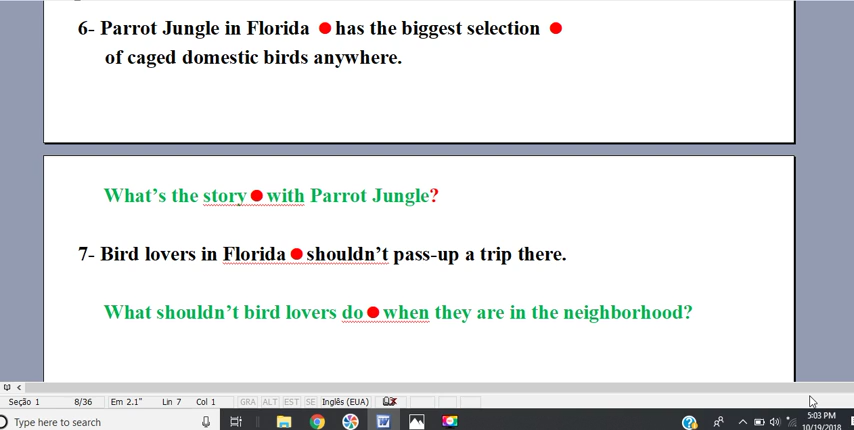 6- Parrot Jungle in Florida ● has the biggest selection ●
of caged domestic birds anywhere.
What's the story ● with Parrot Jungle?
7- Bird lovers in Florida ● shouldn't pass-up a trip there.
What shouldn't bird lovers do ● when they are in the neighborhood?
Seção 1 8/36 Em 2.1" Lin 7 Col 1 GRA ALT EST SE Inglês (EUA)
Type here to search
5:03 PM
10/19/2018